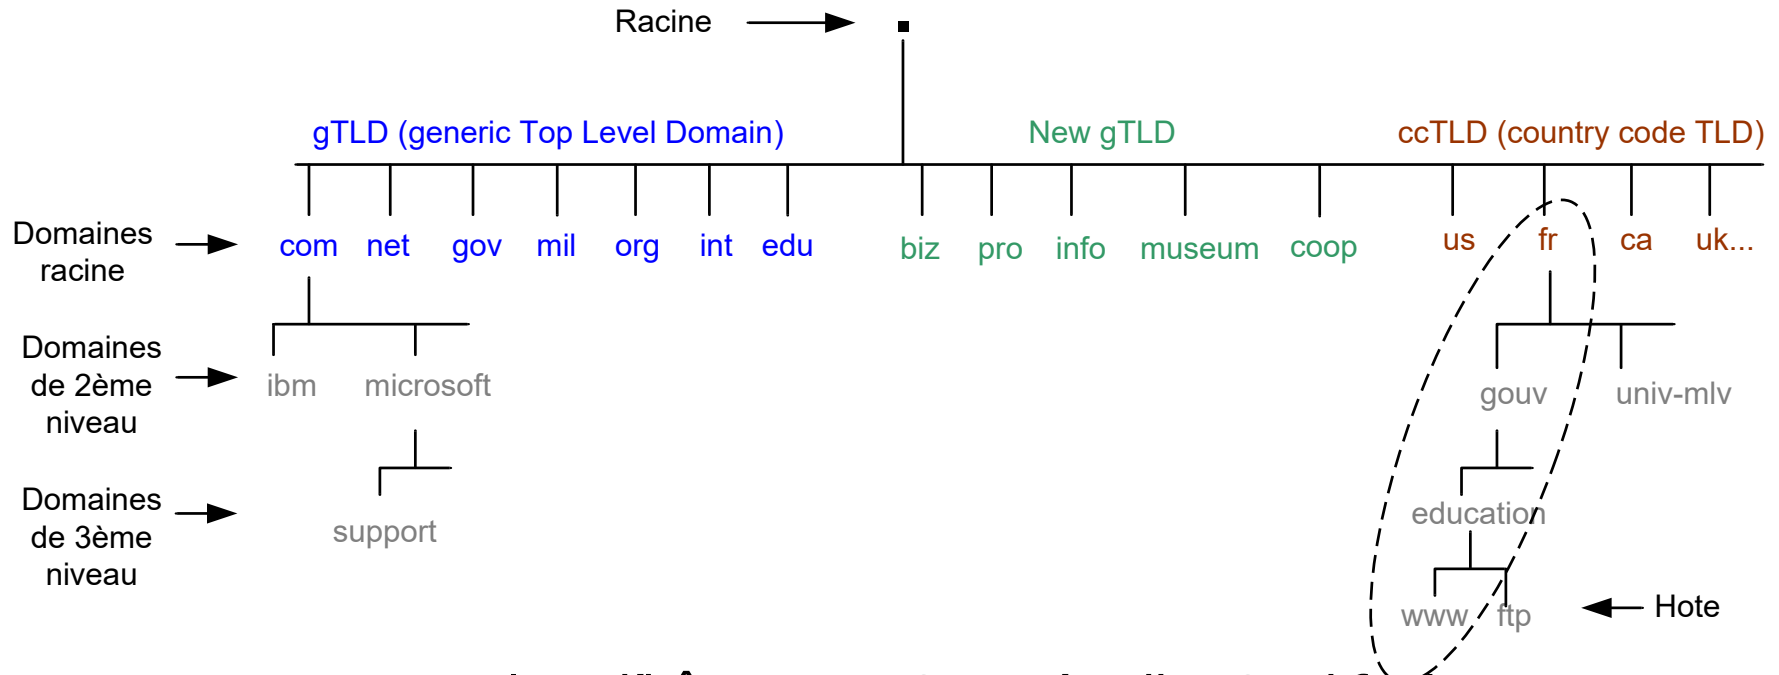 Racine
gTLD (generic Top Level Domain)
New gTLD
ccTLD (country code TLD)
Domaines
racine
com net gov mil org int edu biz pro info museum coop us fr ca uk...
Domaines
de 2ème
niveau
ibm microsoft gouv univ-mlv
Domaines
de 3ème
niveau
support education
www ftp
Hote